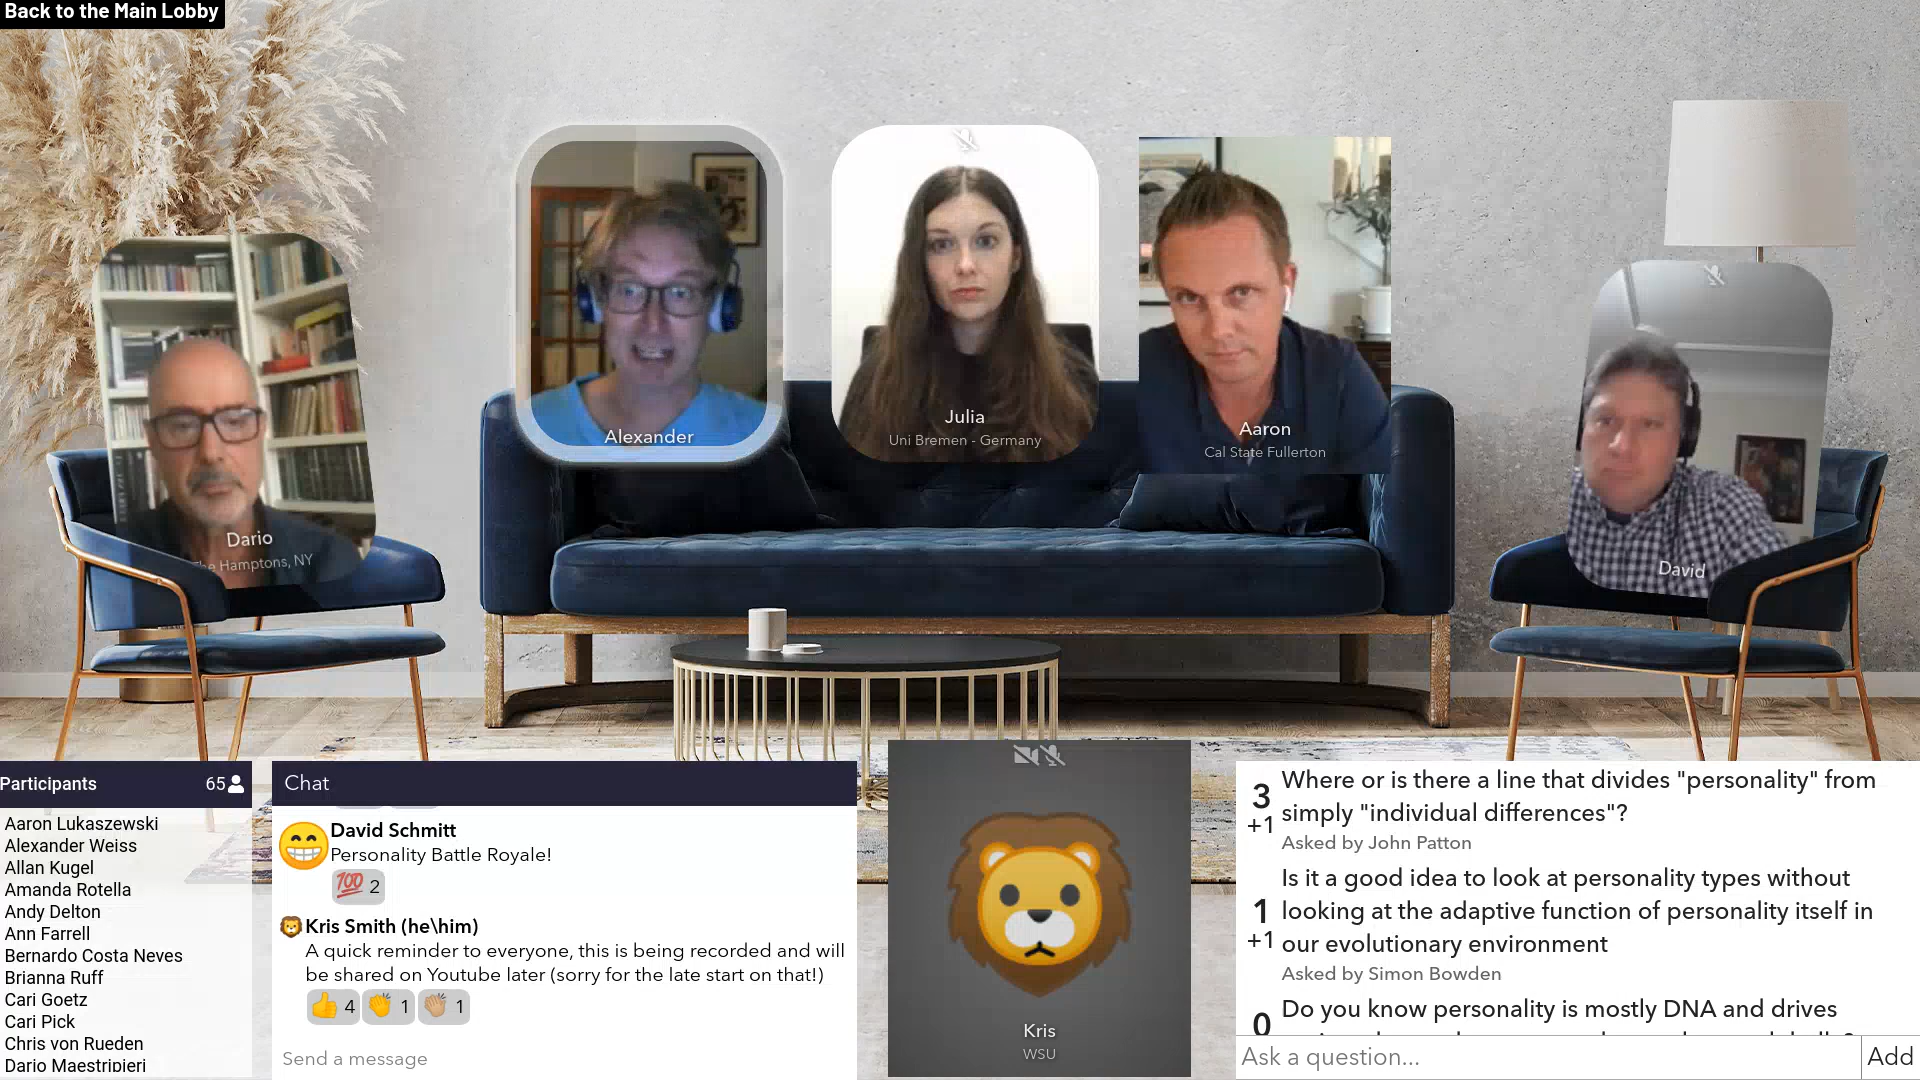 Back to the Main Lobby
Alexander
Julia
Uni Bremen - Germany
Aaron
Cal State Fullerton
Dario
The Hamptons, NY
David
Participants
65
Aaron Lukaszewski
Alexander Weiss
Allan Kugel
Amanda Rotella
Andy Delton
Ann Farrell
Bernardo Costa Neves
Brianna Ruff
Cari Goetz
Cari Pick
Chris von Rueden
Dario Maestripieri
Chat
David Schmitt
Personality Battle Royale!
💯 2
Kris Smith (he\him)
A quick reminder to everyone, this is being recorded and will
be shared on Youtube later (sorry for the late start on that!)
4 1 1
Send a message
Kris
WSU
3 Where or is there a line that divides "personality" from
+1 simply "individual differences"?
Asked by John Patton
Is it a good idea to look at personality types without
1 looking at the adaptive function of personality itself in
+1 our evolutionary environment
Asked by Simon Bowden
0 Do you know personality is mostly DNA and drives
Ask a question...
Add